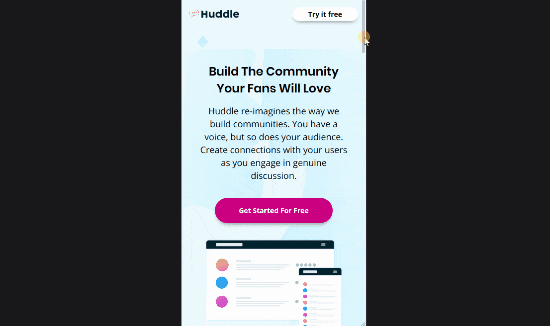 Huddle
Try it free
Build The Community
Your Fans Will Love
Huddle re-imagines the way we
build communities. You have a
voice, but so does your audience.
Create connections with your users
as you engage in genuine
discussion.
Get Started For Free